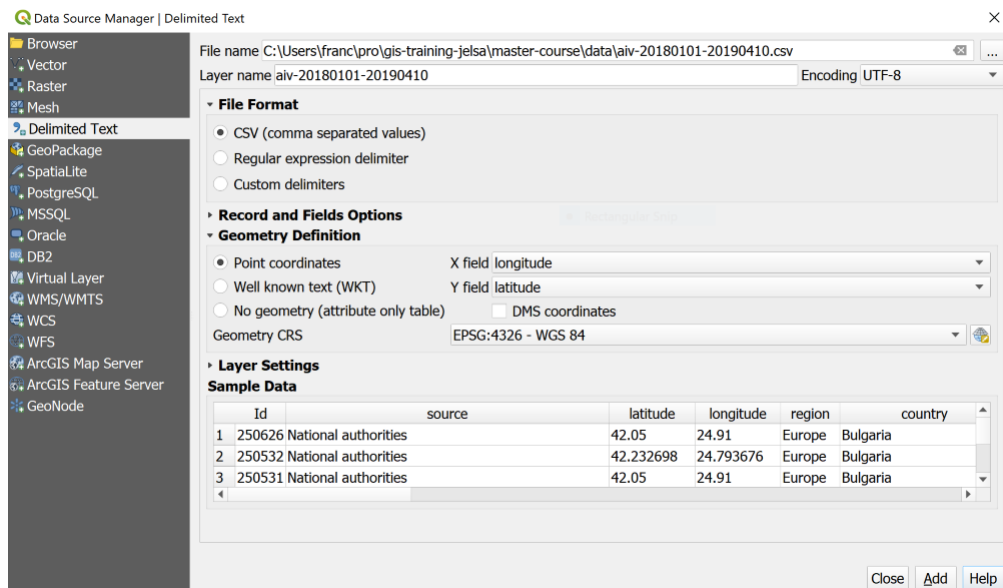 Data Source Manager | Delimited Text
Browser
Vector
Raster
Mesh
Delimited Text
GeoPackage
SpatiaLite
PostgreSQL
MSSQL
Oracle
DB2
Virtual Layer
WMS/WMTS
WCS
WFS
ArcGIS Map Server
ArcGIS Feature Server
GeoNode
File name C:\Users\franc\pro\gis-training-jelsa\master-course\data\aiv-20180101-20190410.csv ...
Layer name aiv-20180101-20190410 Encoding UTF-8
File Format
CSV (comma separated values)
Regular expression delimiter
Custom delimiters
Record and Fields Options
Geometry Definition
Point coordinates X field longitude
Well known text (WKT) Y field latitude
No geometry (attribute only table) DMS coordinates
Geometry CRS EPSG:4326 - WGS 84
Layer Settings
Sample Data
Id source latitude longitude region country
1 250626 National authorities 42.05 24.91 Europe Bulgaria
2 250532 National authorities 42.232698 24.793676 Europe Bulgaria
3 250531 National authorities 42.05 24.91 Europe Bulgaria
Close Add Help